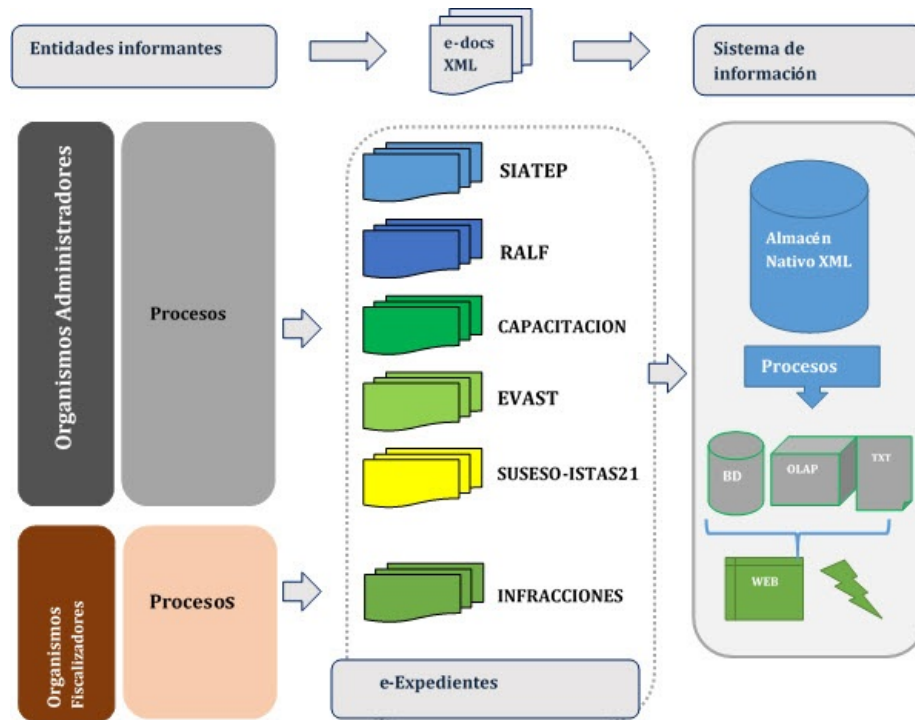 Entidades informantes
e-docs
XML
Sistema de
información
Organismos Administradores
Procesos
SIATEP
RALF
CAPACITACION
EVAST
SUSESO-ISTAS21
Almacén
Nativo XML
Procesos
BD
OLAP
TXT
WEB
Organismos
Fiscalizadores
Procesos
INFRACCIONES
e-Expedientes